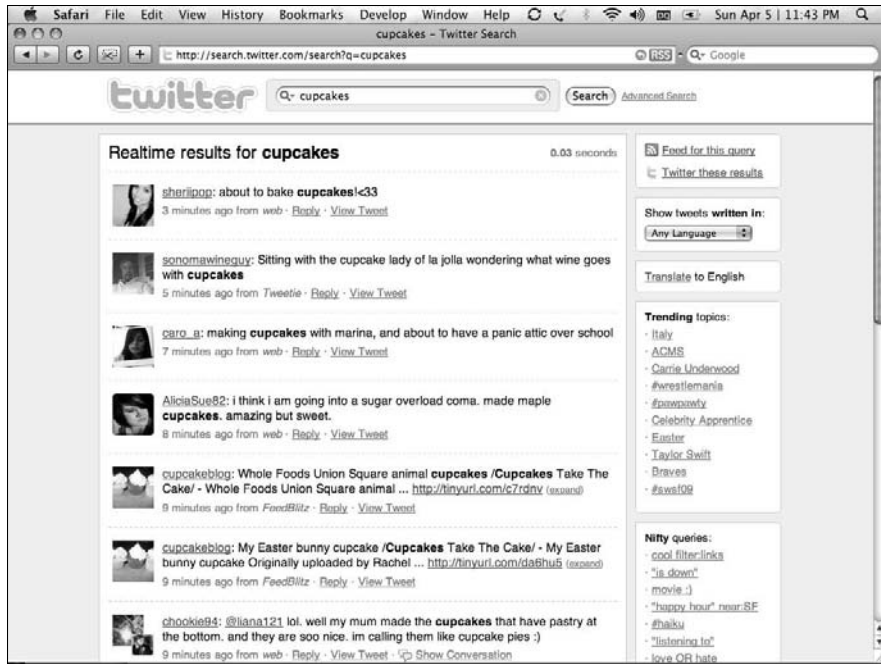 Safari File Edit View History Bookmarks Develop Window Help Sun Apr 5 | 11:43 PM
cupcakes – Twitter Search
http://search.twitter.com/search?q=cupcakes RSS Google
twitter cupcakes Search Advanced Search
Realtime results for cupcakes 0.03 seconds
sheriipop: about to bake cupcakes!<33
3 minutes ago from web · Reply · View Tweet
sonomawineguy: Sitting with the cupcake lady of la jolla wondering what wine goes
with cupcakes
5 minutes ago from Tweetie · Reply · View Tweet
caro_a: making cupcakes with marina, and about to have a panic attic over school
7 minutes ago from web · Reply · View Tweet
AliciaSue82: i think i am going into a sugar overload coma. made maple
cupcakes. amazing but sweet.
8 minutes ago from web · Reply · View Tweet
cupcakeblog: Whole Foods Union Square animal cupcakes /Cupcakes Take The
Cake/ - Whole Foods Union Square animal ... http://tinyurl.com/c7rdnv (expand)
9 minutes ago from FeedBlitz · Reply · View Tweet
cupcakeblog: My Easter bunny cupcake /Cupcakes Take The Cake/ - My Easter
bunny cupcake Originally uploaded by Rachel ... http://tinyurl.com/da6hu5 (expand)
9 minutes ago from FeedBlitz · Reply · View Tweet
chookie94: @liana121 lol. well my mum made the cupcakes that have pastry at
the bottom. and they are soo nice. im calling them like cupcake pies :)
9 minutes ago from web · Reply · View Tweet · Show Conversation
Feed for this query
Twitter these results
Show tweets written in:
Any Language
Translate to English
Trending topics:
· Italy
· ACMS
· Carrie Underwood
· #wrestlemania
· #pawpawty
· Celebrity Apprentice
· Easter
· Taylor Swift
· Braves
· #swsf09
Nifty queries:
· cool filter:links
· "is down"
· movie :)
· "happy hour" near:SF
· #haiku
· "listening to"
· love OR hate